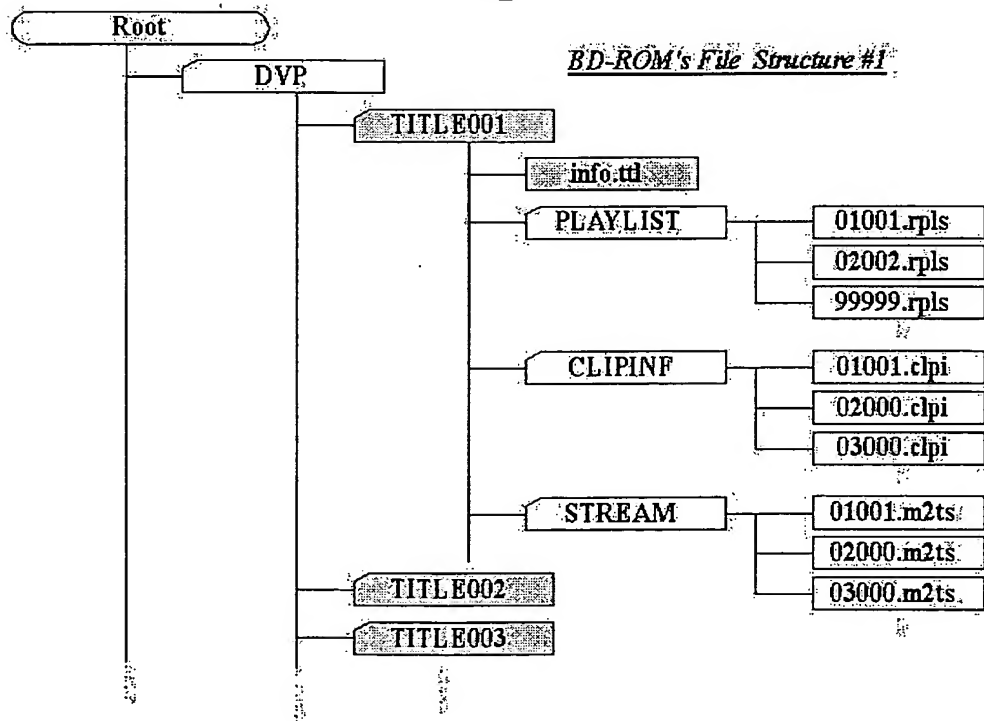 Root
BD-ROM's File Structure #1
DVP
TITLE001
info.ttl
PLAYLIST
01001.rpls
02002.rpls
99999.rpls
CLIPINF
01001.clpi
02000.clpi
03000.clpi
STREAM
01001.m2ts
02000.m2ts
03000.m2ts
TITLE002
TITLE003